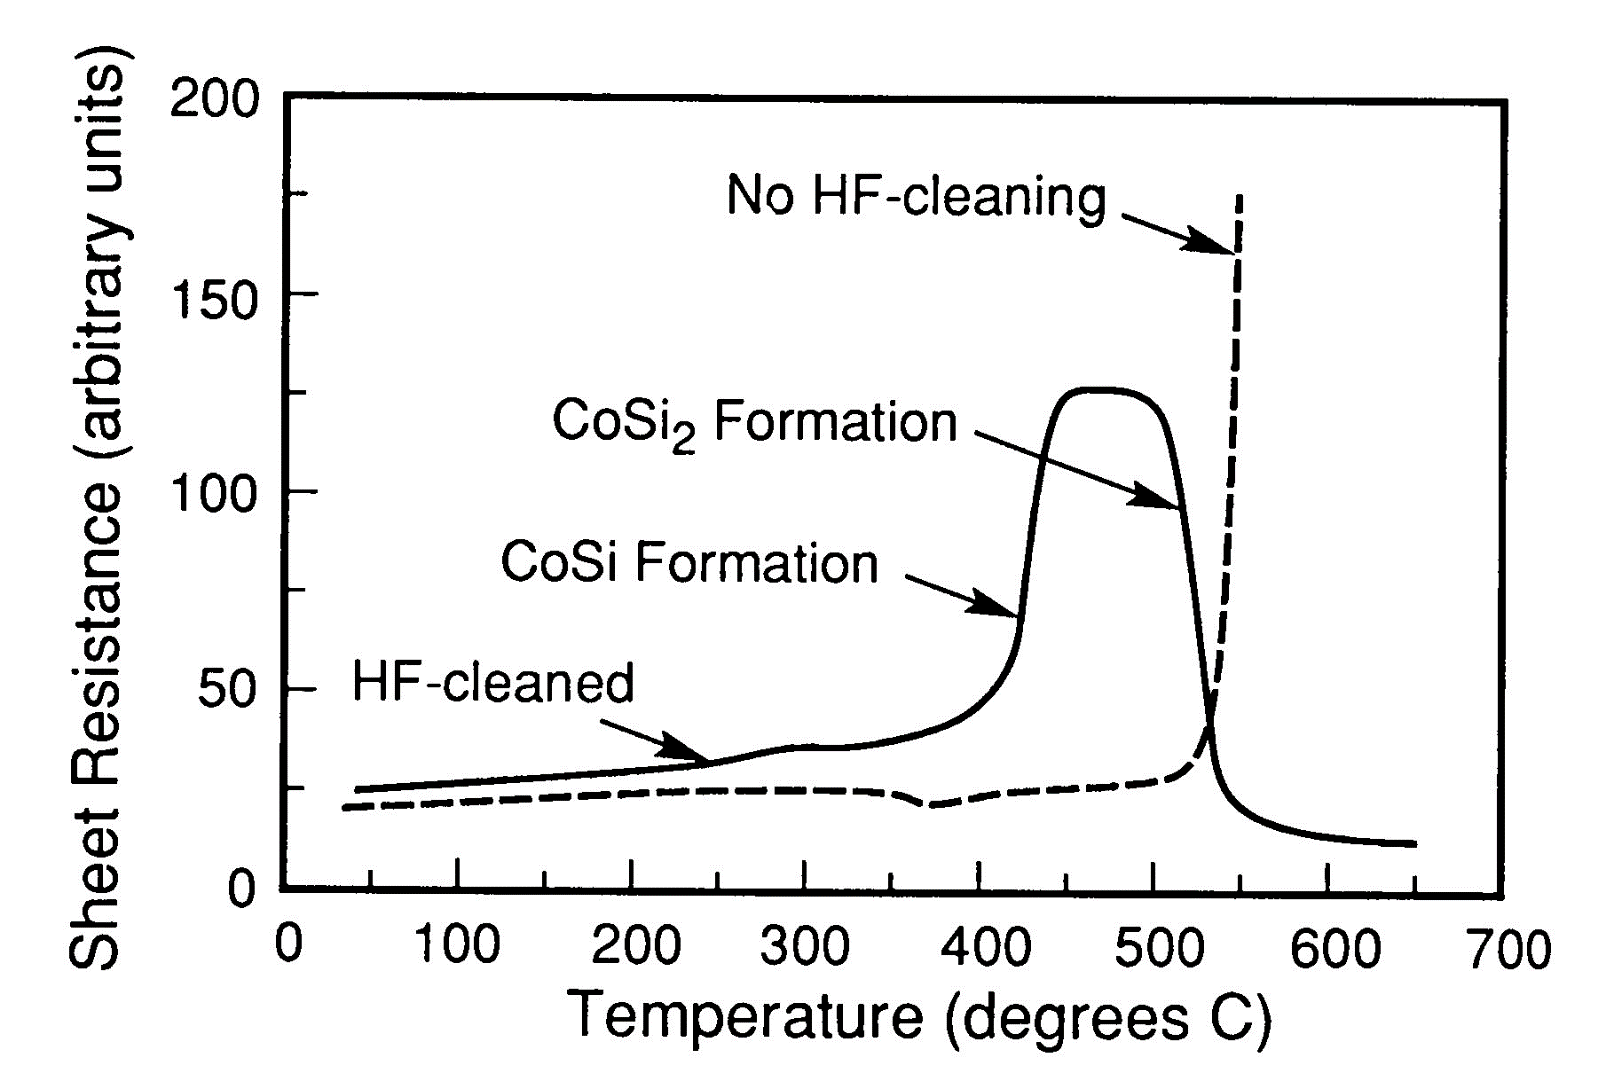 Sheet Resistance (arbitrary units)
200
150
100
50
0
No HF-cleaning
CoSi2 Formation
CoSi Formation
HF-cleaned
0 100 200 300 400 500 600 700
Temperature (degrees C)